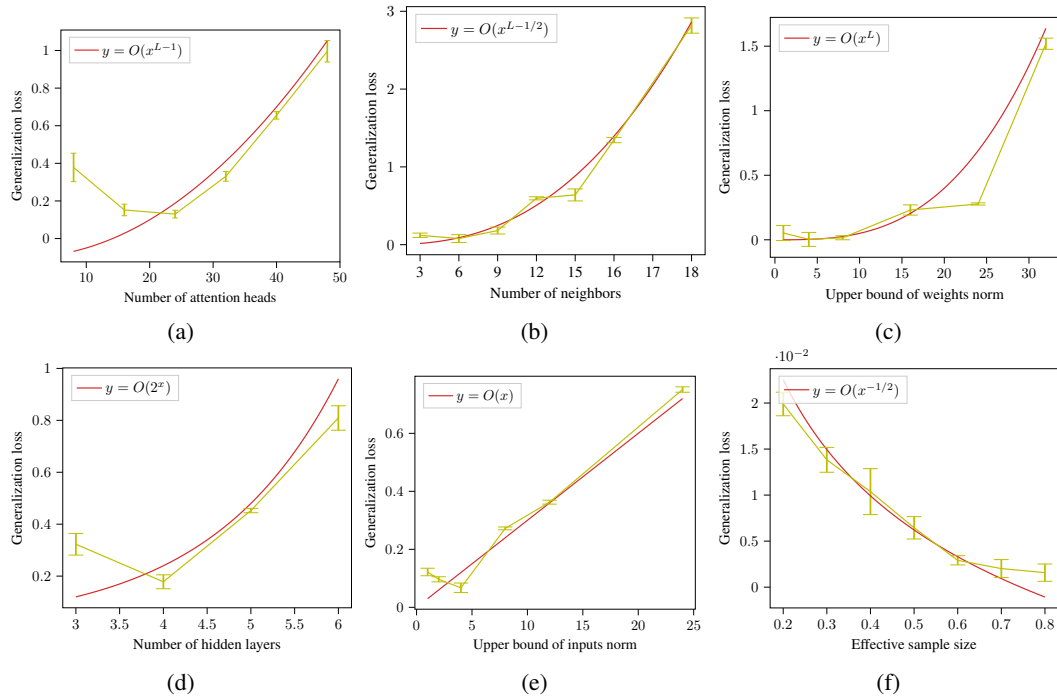 y = O(x^{L−1})
Generalization loss
1
0.8
0.6
0.4
0.2
0
10 20 30 40 50
Number of attention heads
(a)
y = O(x^{L−1/2})
Generalization loss
3
2
1
0
3 6 9 12 15 16 17 18
Number of neighbors
(b)
y = O(x^L)
Generalization loss
1.5
1
0.5
0
0 5 10 15 20 25 30
Upper bound of weights norm
(c)
y = O(2^x)
Generalization loss
1
0.8
0.6
0.4
0.2
3 3.5 4 4.5 5 5.5 6
Number of hidden layers
(d)
y = O(x)
Generalization loss
0.6
0.4
0.2
0
0 5 10 15 20 25
Upper bound of inputs norm
(e)
·10^{−2}
y = O(x^{−1/2})
Generalization loss
2
1
0.5
0
0.2 0.3 0.4 0.5 0.6 0.7 0.8
Effective sample size
(f)